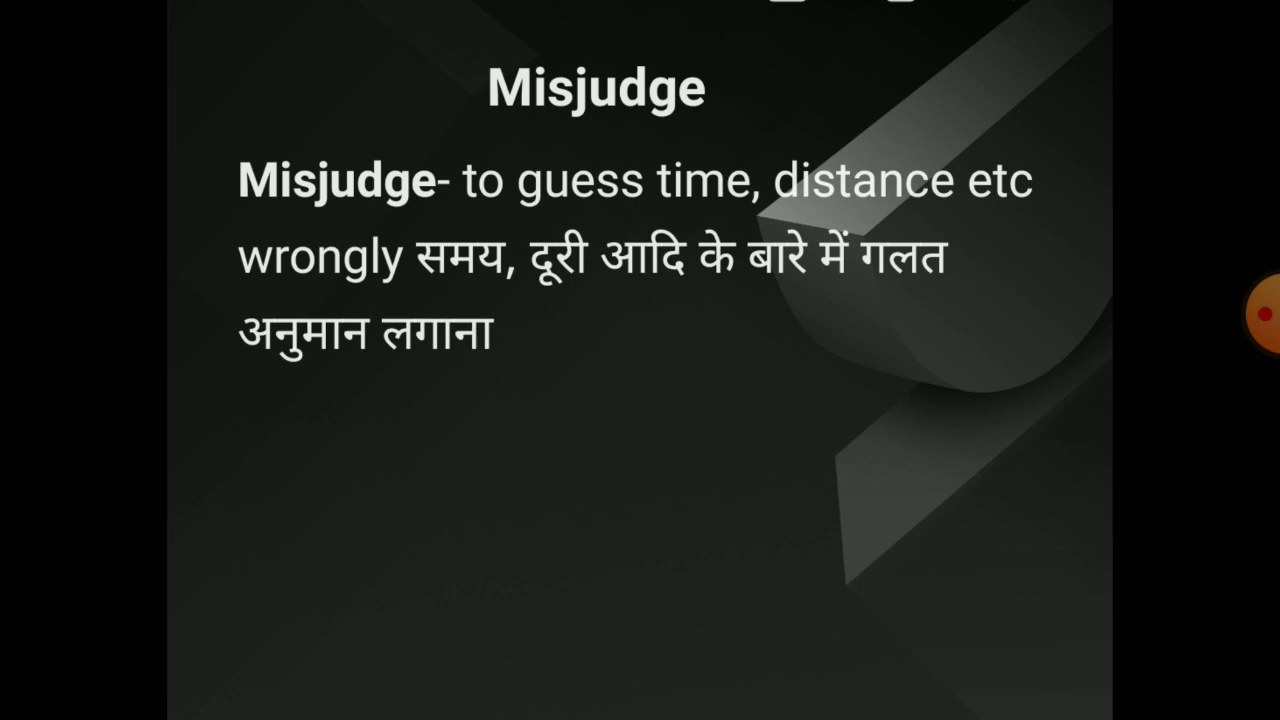 Misjudge
Misjudge- to guess time, distance etc
wrongly समय, दूरी आदि के बारे में गलत
अनुमान लगाना